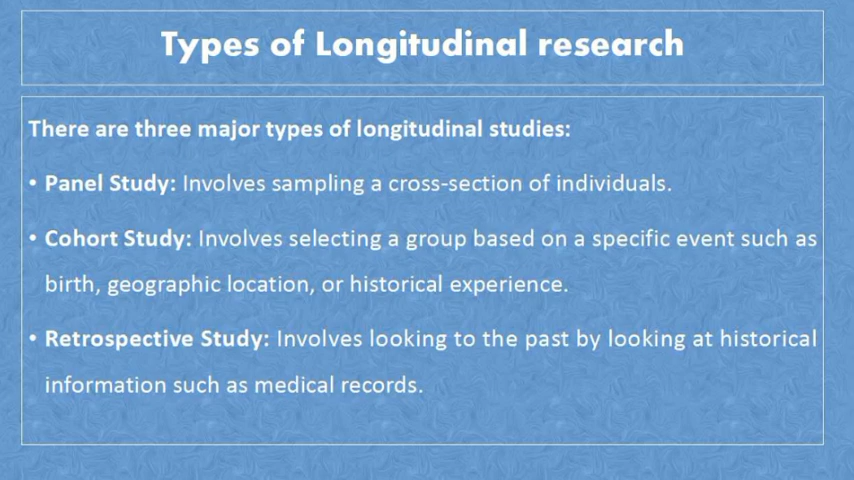 Types of Longitudinal research
There are three major types of longitudinal studies:
• Panel Study: Involves sampling a cross-section of individuals.
• Cohort Study: Involves selecting a group based on a specific event such as
birth, geographic location, or historical experience.
• Retrospective Study: Involves looking to the past by looking at historical
information such as medical records.